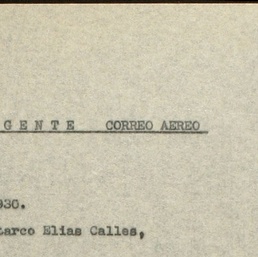 G E N T E   CORREO AEREO
930.
tarco Elias Calles,